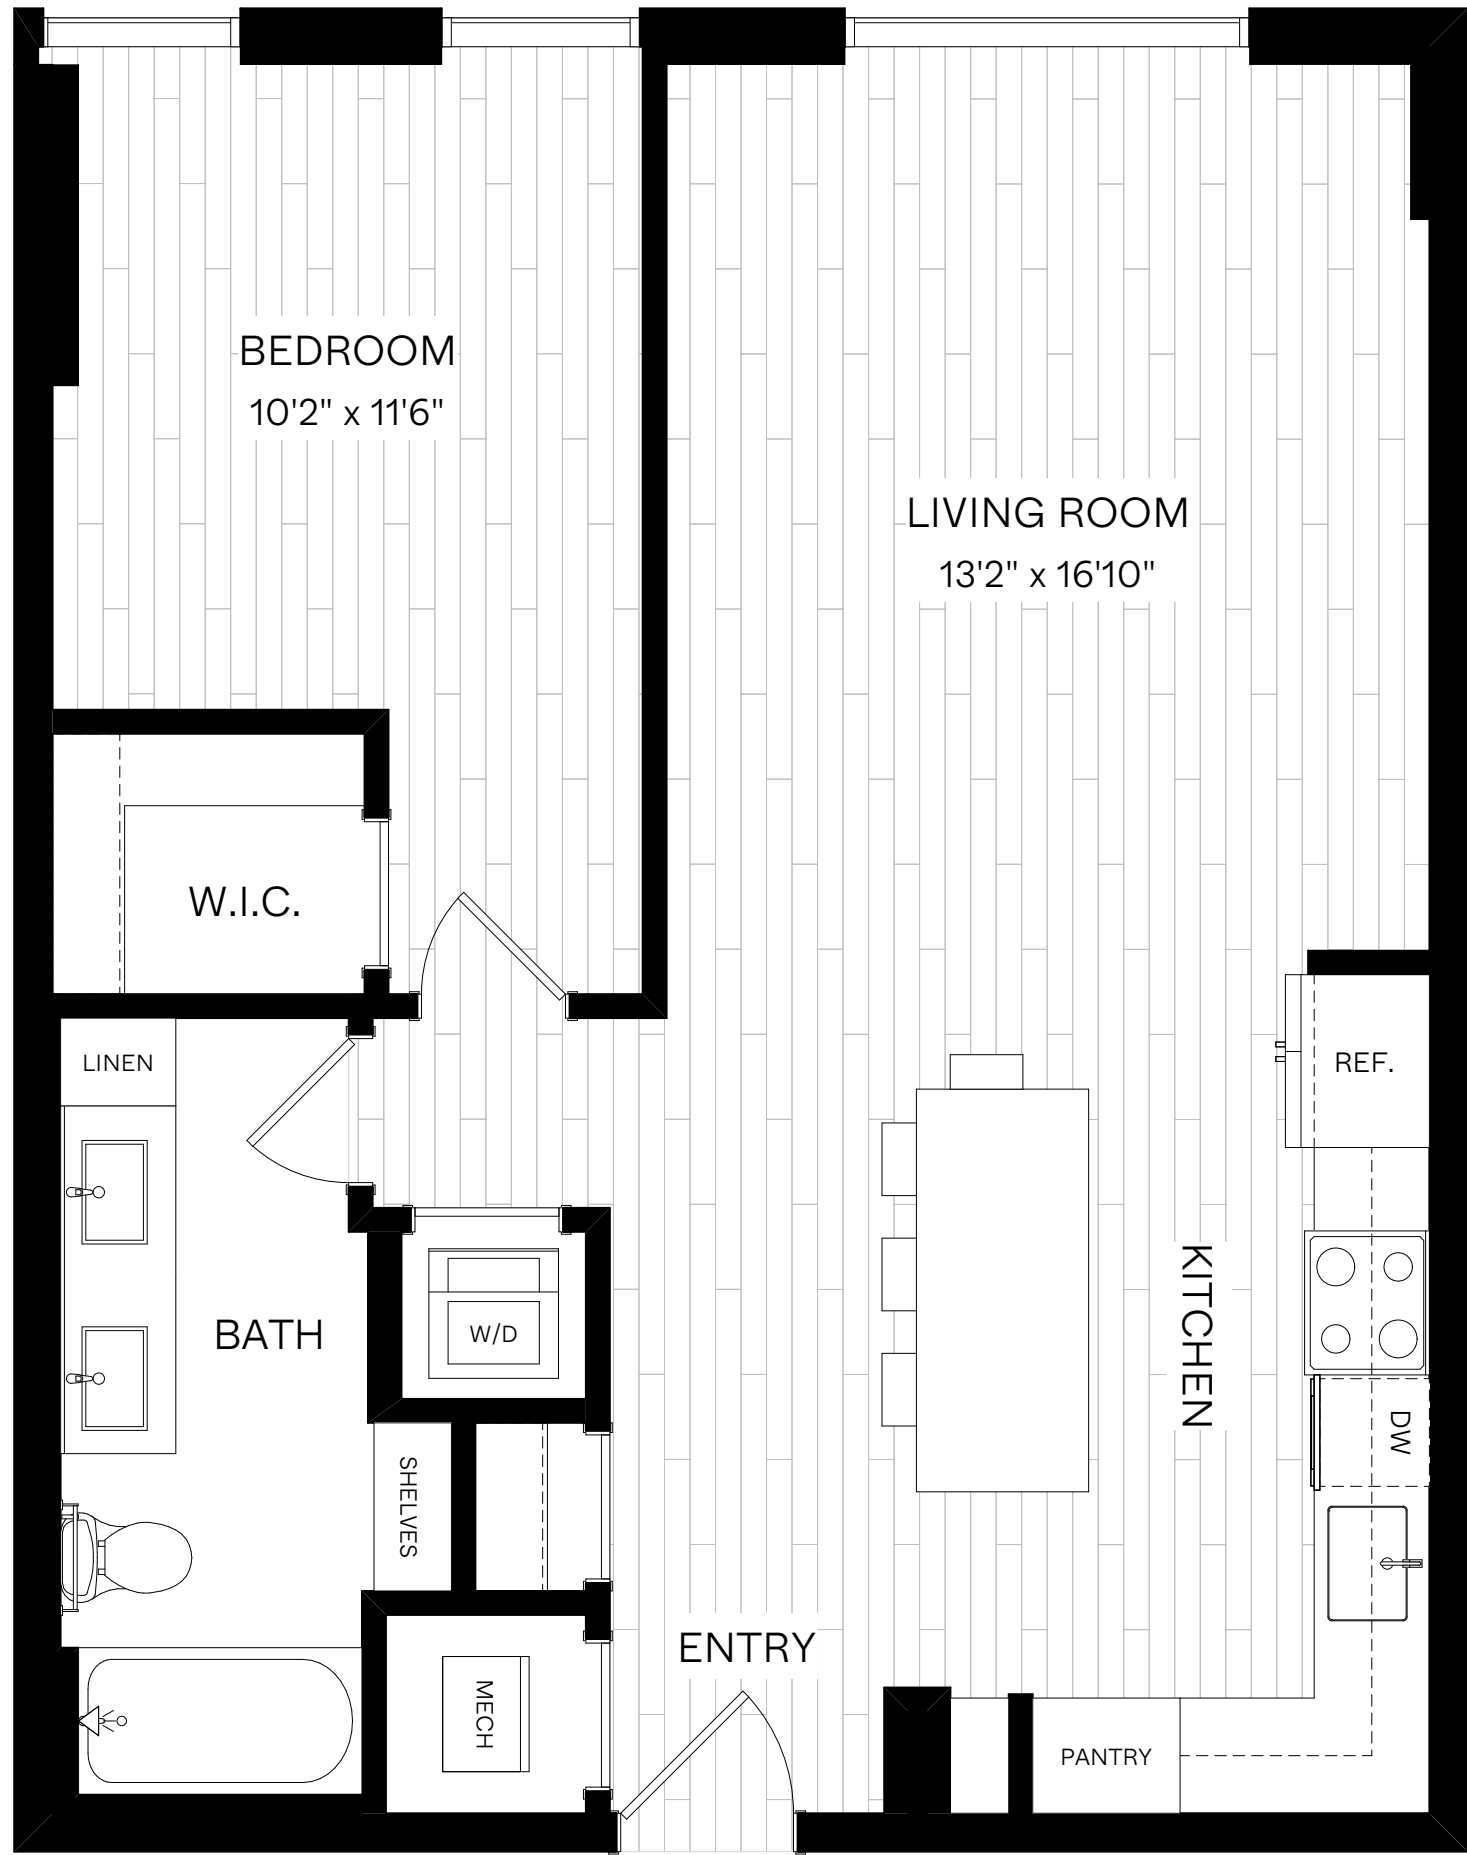 BEDROOM
10'2" x 11'6"
LIVING ROOM
13'2" x 16'10"
W.I.C.
LINEN
REF.
BATH
W/D
KITCHEN
DW
SHELVES
ENTRY
MECH
PANTRY